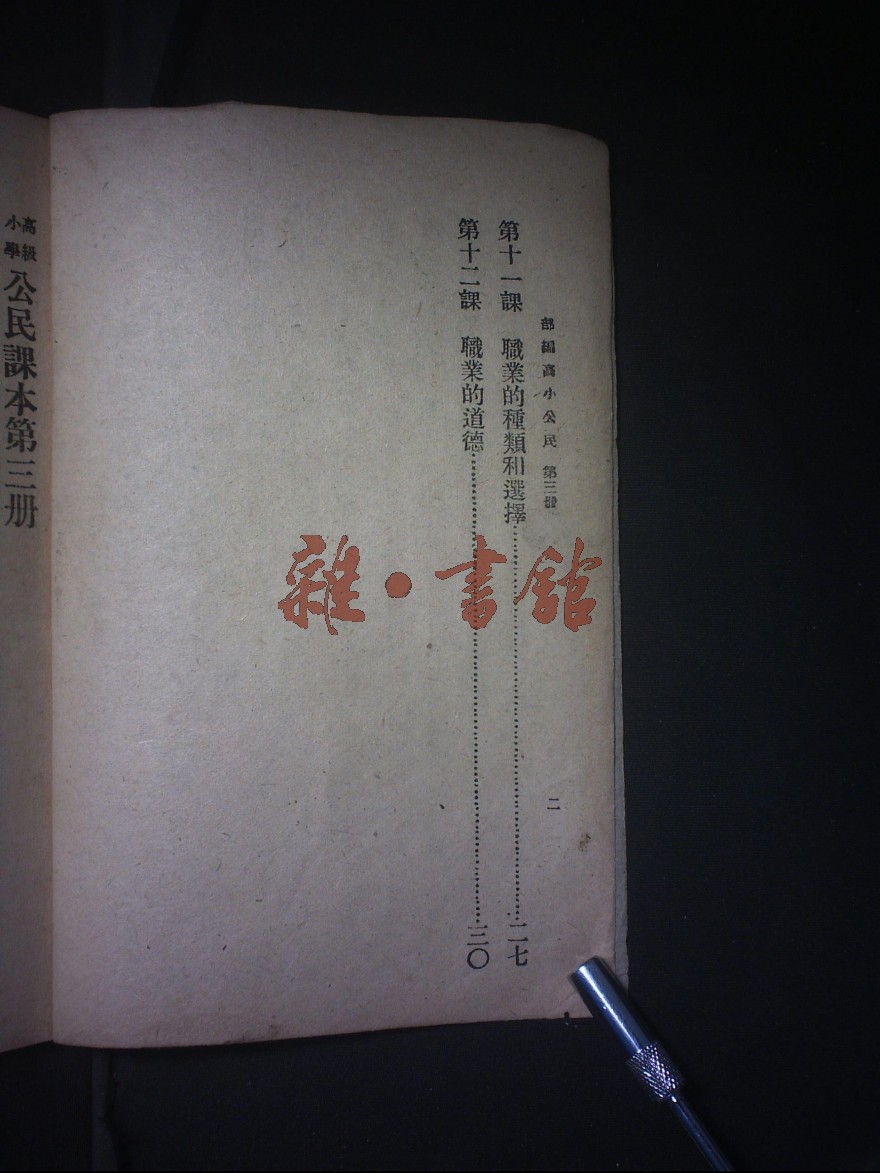 部編高小公民 第三冊
二
第十一課 職業的種類和選擇 二七
第十二課 職業的道德 三〇
雜·書館
高級小學 公民課本第三册